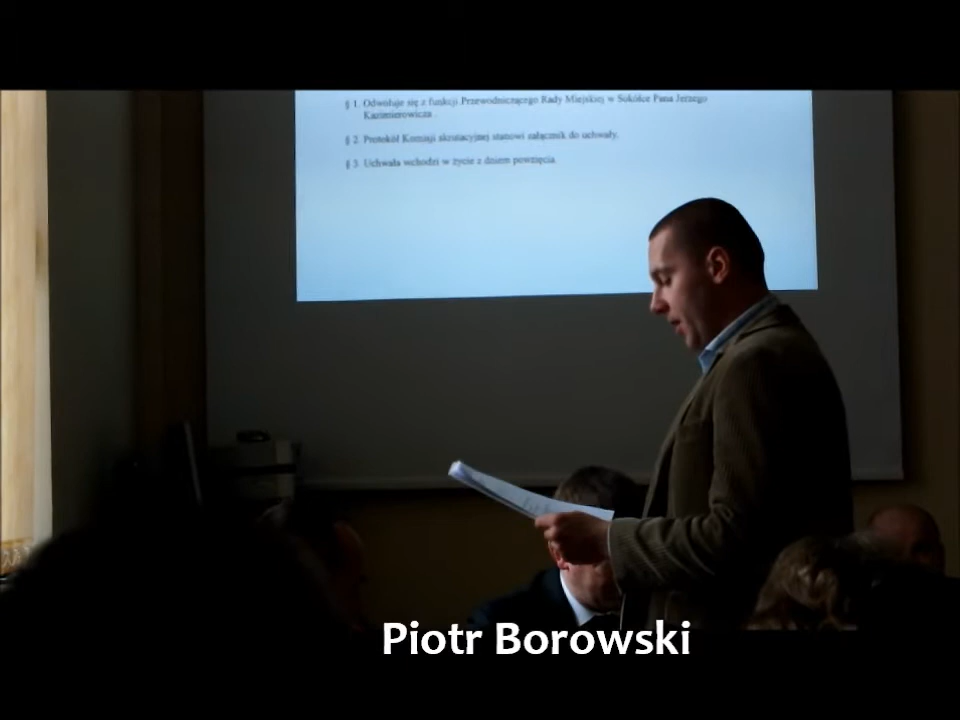 § 1. Odwołuje się z funkcji Przewodniczącego Rady Miejskiej w Sokółce Pana Jerzego
Kazimierowicza
§ 2. Protokół Komisji skrutacyjnej stanowi załącznik do uchwały.
§ 3. Uchwała wchodzi w życie z dniem powzięcia.
Piotr Borowski